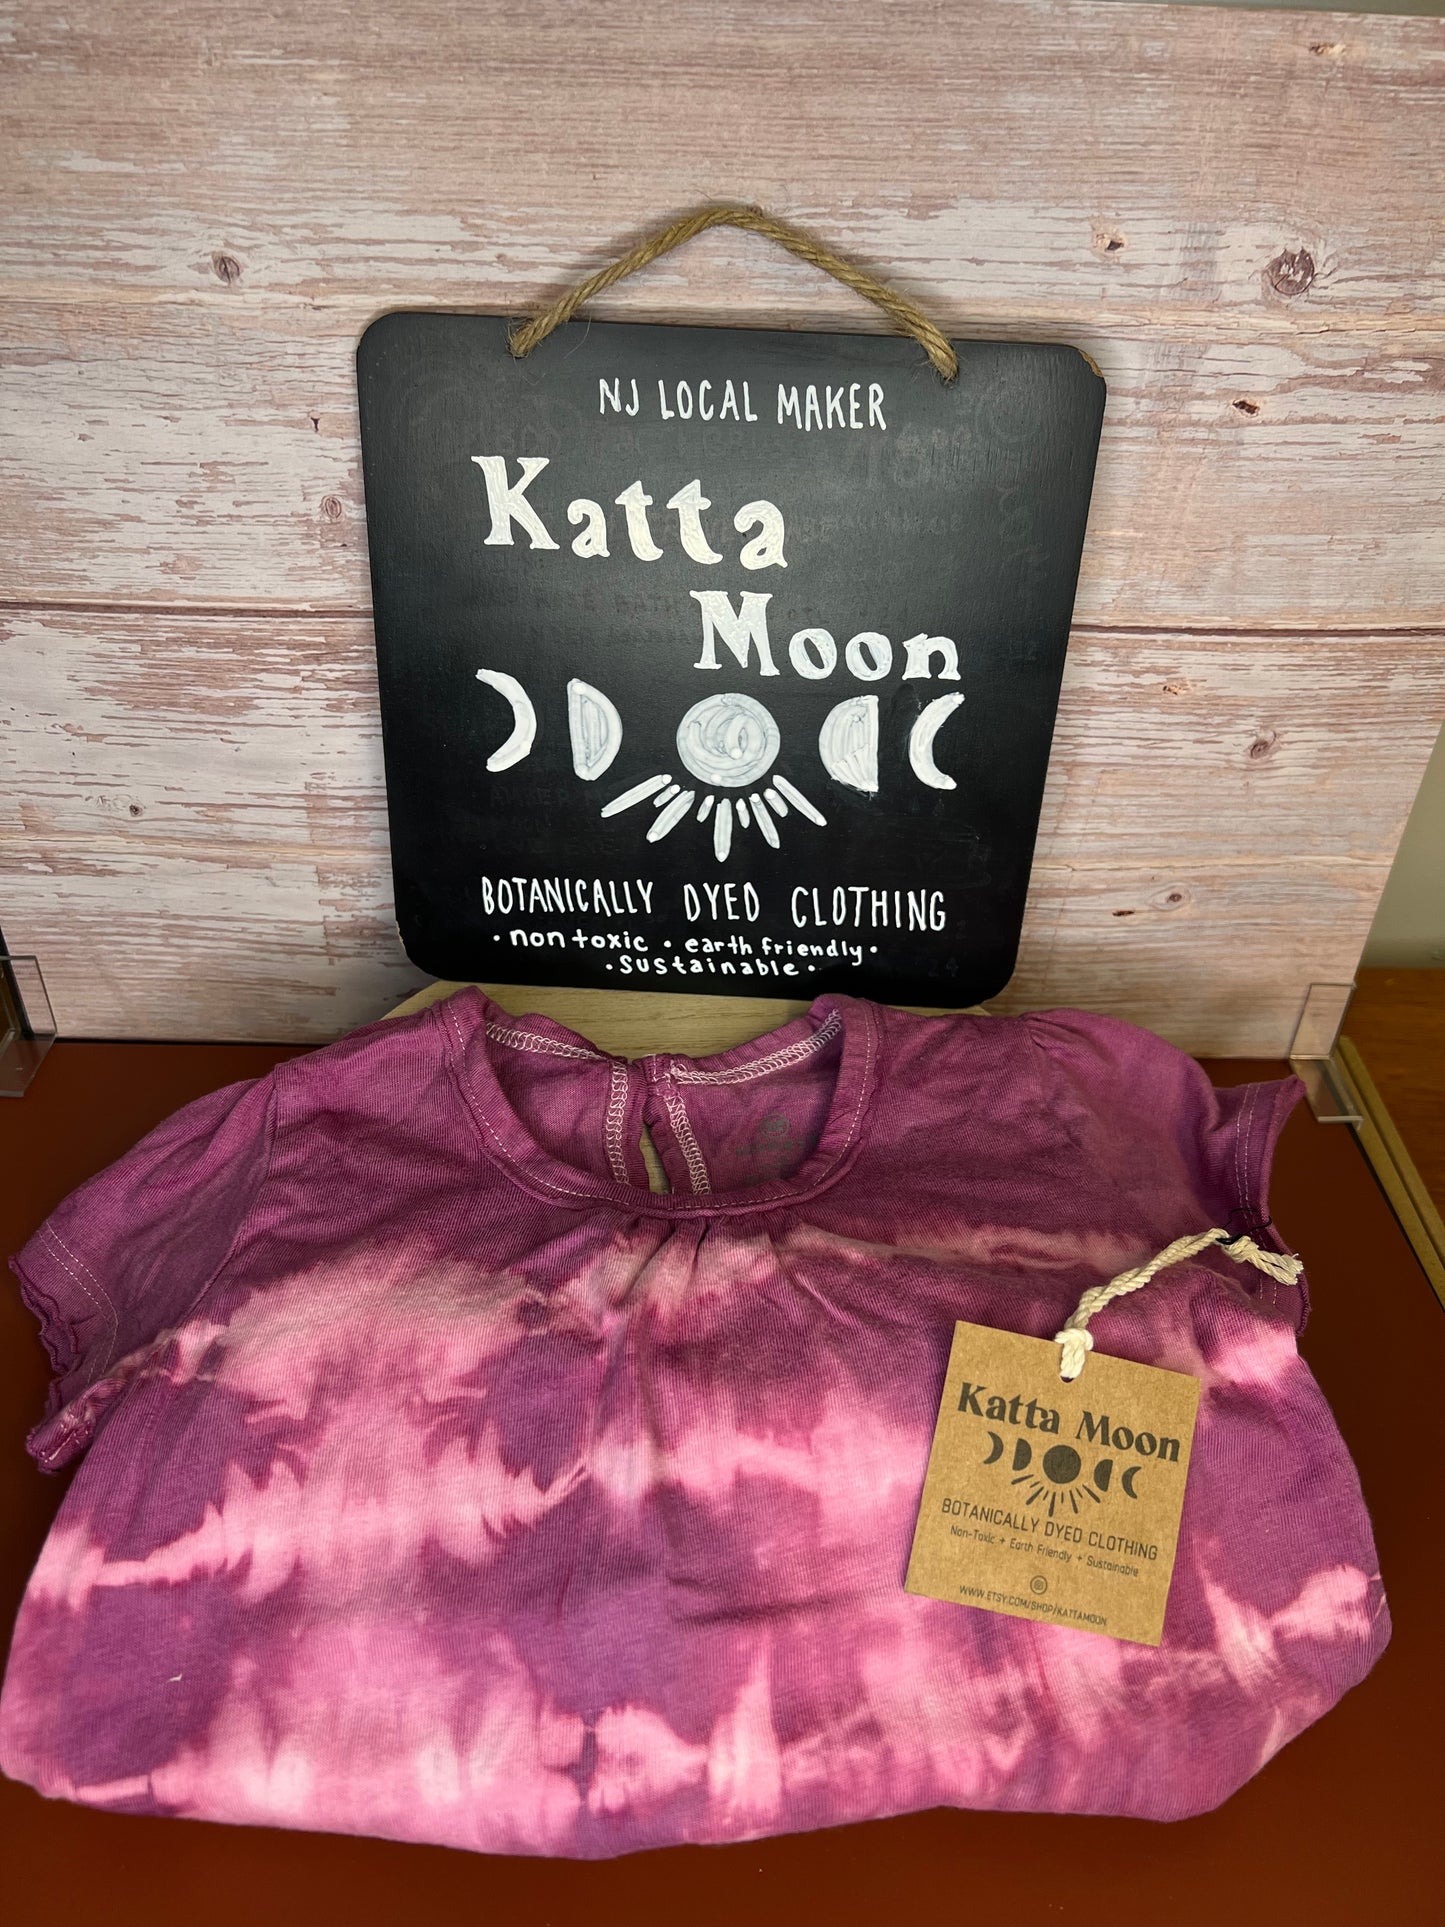 NJ LOCAL MAKER
Katta
Moon
BOTANICALLY DYED CLOTHING
• non toxic • earth friendly •
• sustainable •
Katta Moon
BOTANICALLY DYED CLOTHING
Non-Toxic + Earth Friendly + Sustainable
WWW.ETSY.COM/SHOP/KATTAMOON